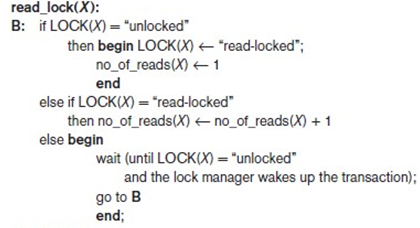 read_lock(X):
B: if LOCK(X) = “unlocked”
then begin LOCK(X) ← “read-locked”;
no_of_reads(X) ← 1
end
else if LOCK(X) = “read-locked”
then no_of_reads(X) ← no_of_reads(X) + 1
else begin
wait (until LOCK(X) = “unlocked”
and the lock manager wakes up the transaction);
go to B
end;